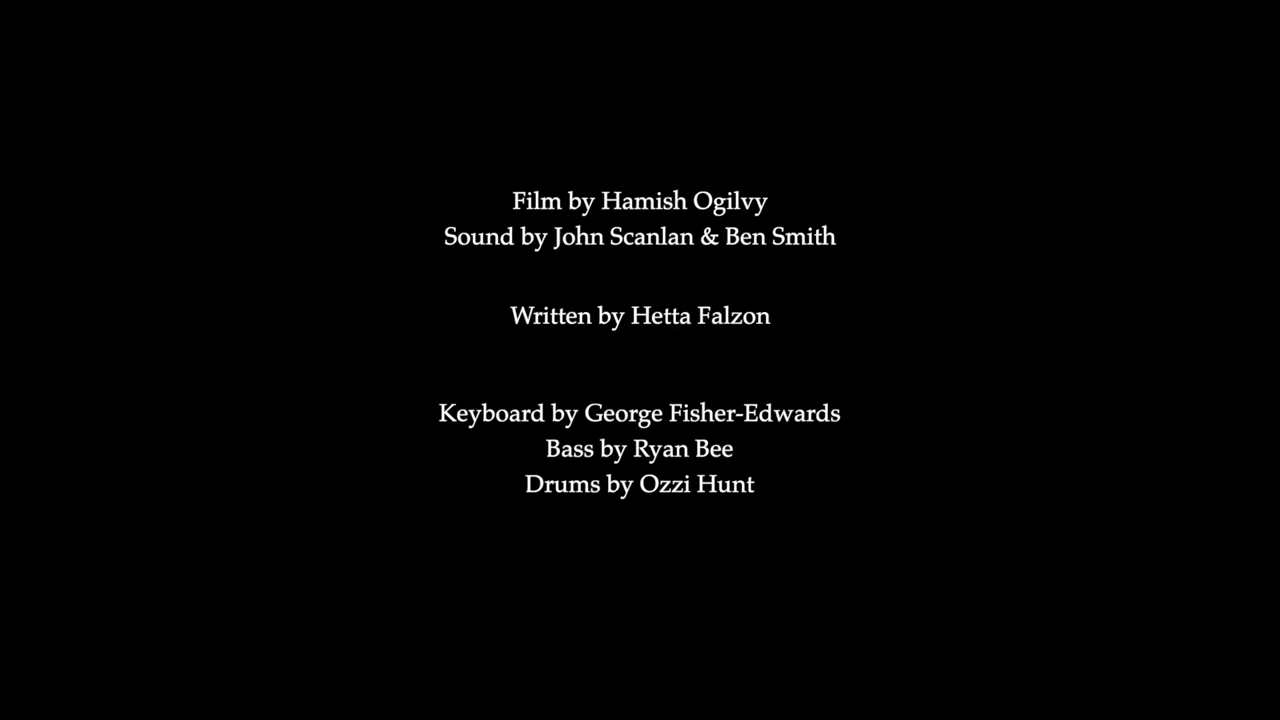 Film by Hamish Ogilvy
Sound by John Scanlan & Ben Smith
Written by Hetta Falzon
Keyboard by George Fisher-Edwards
Bass by Ryan Bee
Drums by Ozzi Hunt